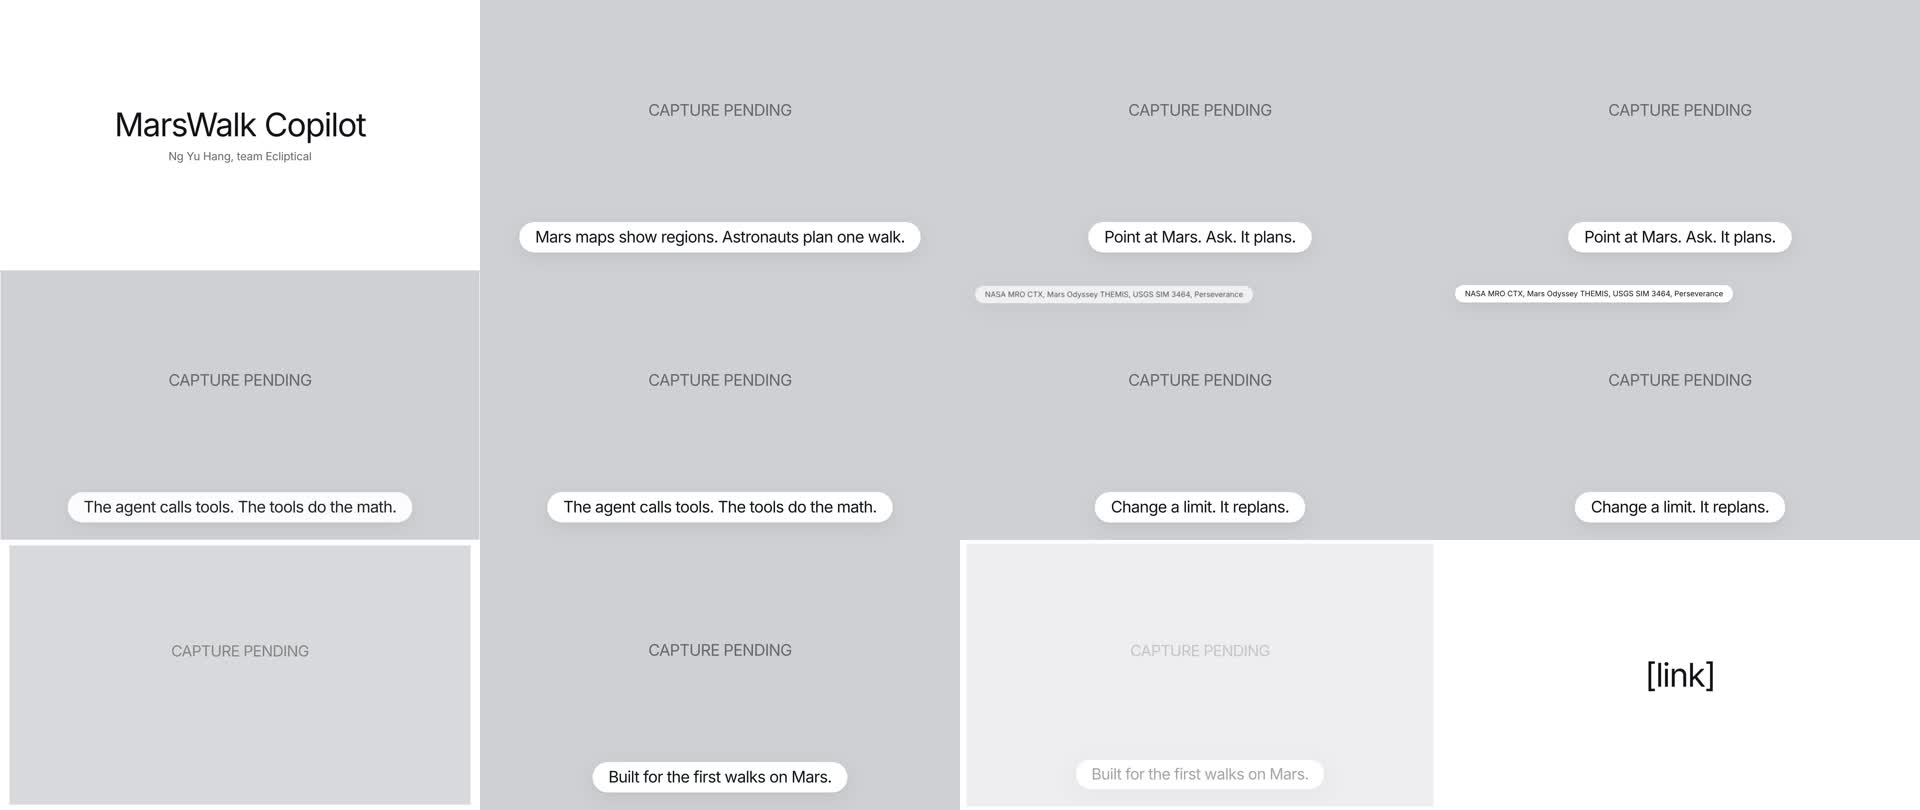 MarsWalk Copilot
Ng Yu Hang, team Ecliptical
CAPTURE PENDING
Mars maps show regions. Astronauts plan one walk.
CAPTURE PENDING
Point at Mars. Ask. It plans.
CAPTURE PENDING
Point at Mars. Ask. It plans.
CAPTURE PENDING
The agent calls tools. The tools do the math.
CAPTURE PENDING
The agent calls tools. The tools do the math.
NASA MRO CTX, Mars Odyssey THEMIS, USGS SIM 3464, Perseverance
CAPTURE PENDING
Change a limit. It replans.
NASA MRO CTX, Mars Odyssey THEMIS, USGS SIM 3464, Perseverance
CAPTURE PENDING
Change a limit. It replans.
CAPTURE PENDING
CAPTURE PENDING
Built for the first walks on Mars.
CAPTURE PENDING
Built for the first walks on Mars.
[link]